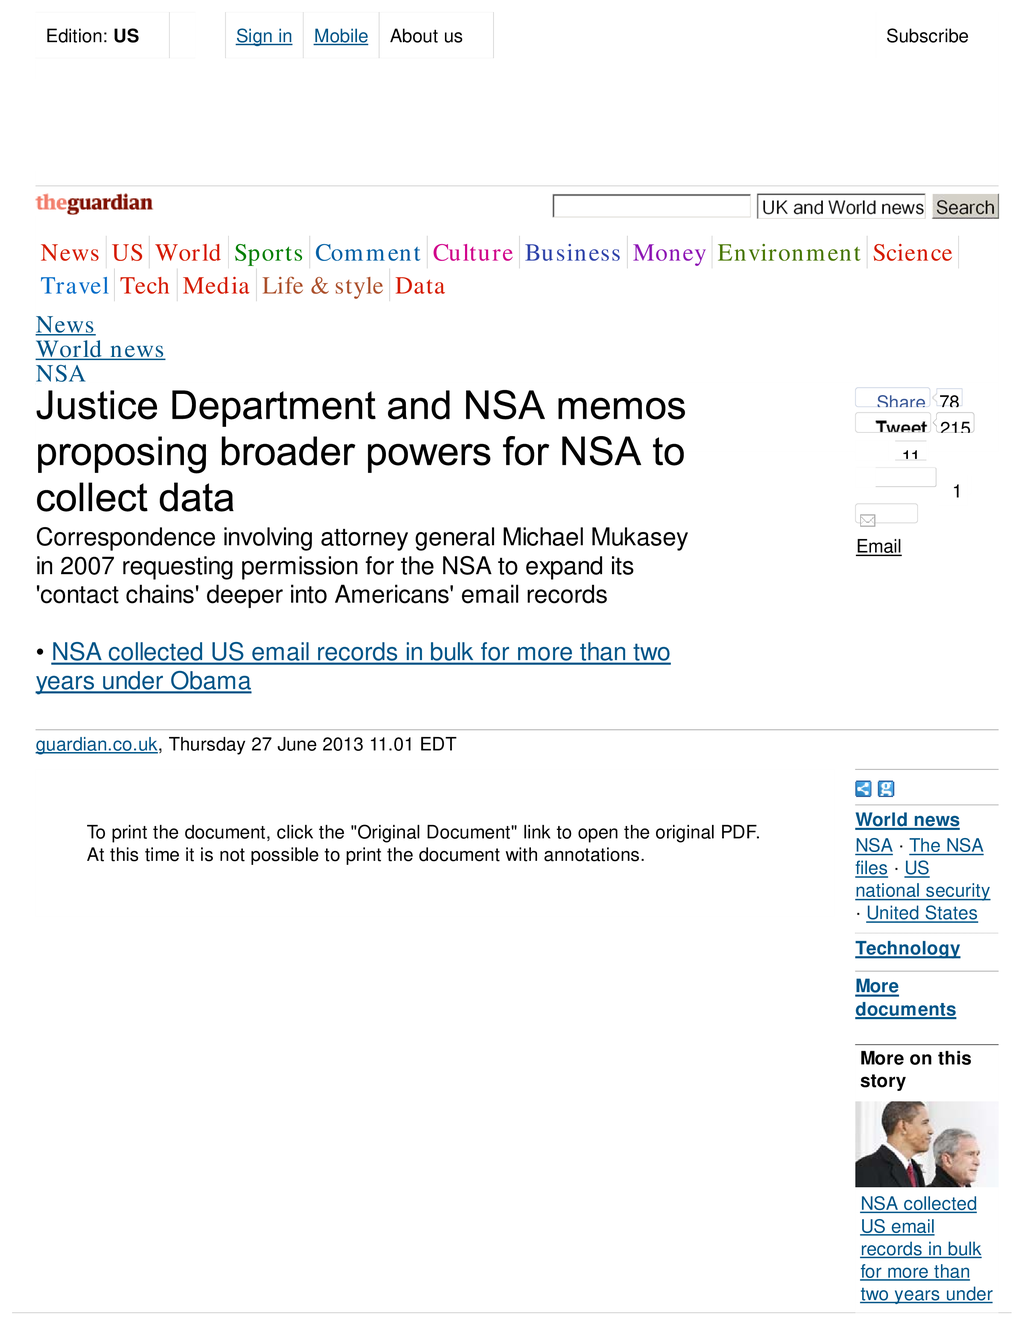 Edition: US
Sign in
Mobile
About us
Subscribe
theguardian
UK and World news
Search
News US World Sports Comment Culture Business Money Environment Science
Travel Tech Media Life & style Data
News
World news
NSA
Justice Department and NSA memos
proposing broader powers for NSA to
collect data
Correspondence involving attorney general Michael Mukasey
in 2007 requesting permission for the NSA to expand its
'contact chains' deeper into Americans' email records
• NSA collected US email records in bulk for more than two
years under Obama
Share 78
Tweet 215
11
1
Email
guardian.co.uk, Thursday 27 June 2013 11.01 EDT
To print the document, click the "Original Document" link to open the original PDF.
At this time it is not possible to print the document with annotations.
World news
NSA · The NSA
files · US
national security
· United States
Technology
More
documents
More on this
story
NSA collected
US email
records in bulk
for more than
two years under